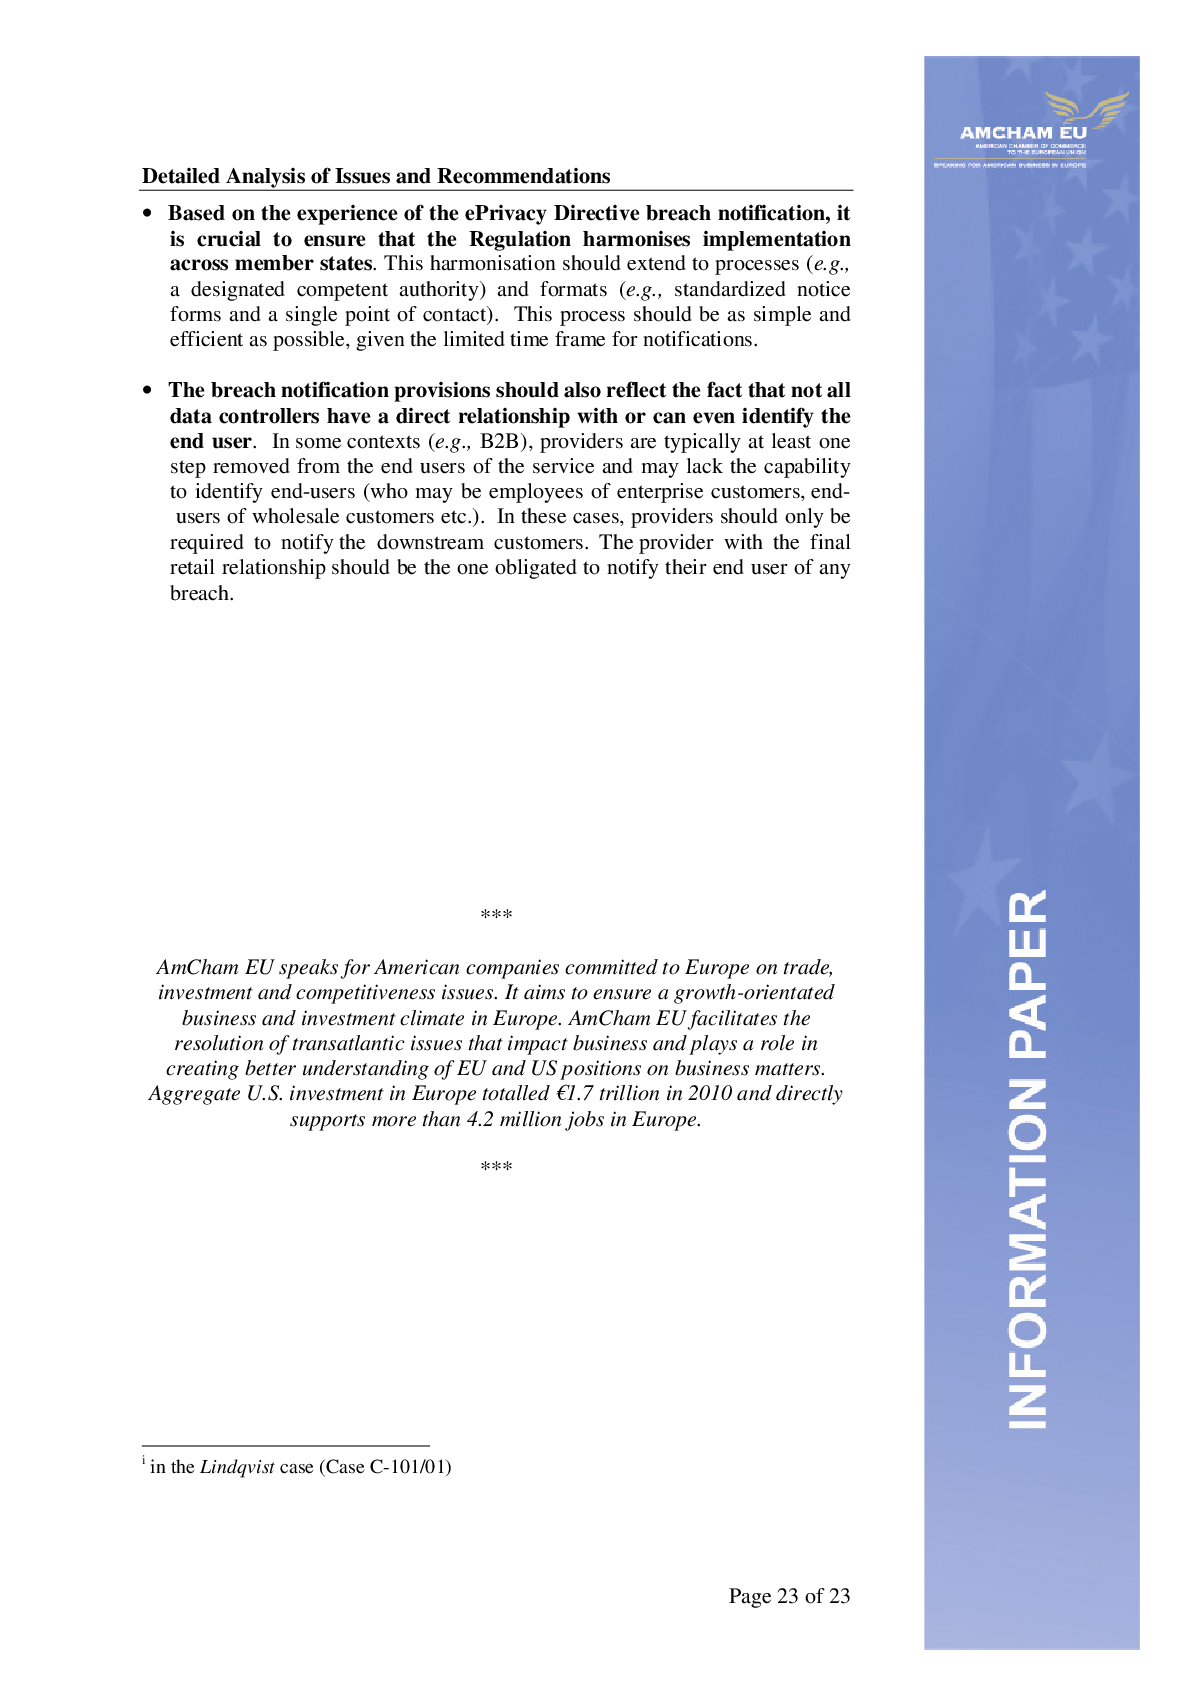 AMCHAM EU
AMERICAN CHAMBER OF COMMERCE
TO THE EUROPEAN UNION
SPEAKING FOR AMERICAN BUSINESS IN EUROPE
Detailed Analysis of Issues and Recommendations
• Based on the experience of the ePrivacy Directive breach notification, it
is crucial to ensure that the Regulation harmonises implementation
across member states. This harmonisation should extend to processes (e.g.,
a designated competent authority) and formats (e.g., standardized notice
forms and a single point of contact). This process should be as simple and
efficient as possible, given the limited time frame for notifications.
• The breach notification provisions should also reflect the fact that not all
data controllers have a direct relationship with or can even identify the
end user. In some contexts (e.g., B2B), providers are typically at least one
step removed from the end users of the service and may lack the capability
to identify end-users (who may be employees of enterprise customers, end-
users of wholesale customers etc.). In these cases, providers should only be
required to notify the downstream customers. The provider with the final
retail relationship should be the one obligated to notify their end user of any
breach.
***
AmCham EU speaks for American companies committed to Europe on trade,
investment and competitiveness issues. It aims to ensure a growth-orientated
business and investment climate in Europe. AmCham EU facilitates the
resolution of transatlantic issues that impact business and plays a role in
creating better understanding of EU and US positions on business matters.
Aggregate U.S. investment in Europe totalled €1.7 trillion in 2010 and directly
supports more than 4.2 million jobs in Europe.
***
INFORMATION PAPER
i in the Lindqvist case (Case C-101/01)
Page 23 of 23